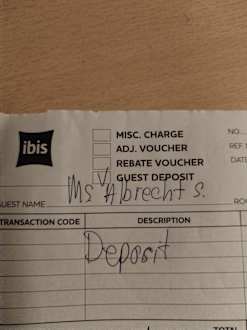 ibis
MISC. CHARGE
ADJ. VOUCHER
REBATE VOUCHER
GUEST DEPOSIT
NO...
REF
DATE
Ms Albrecht S.
GUEST NAME
TRANSACTION CODE DESCRIPTION
Deposit